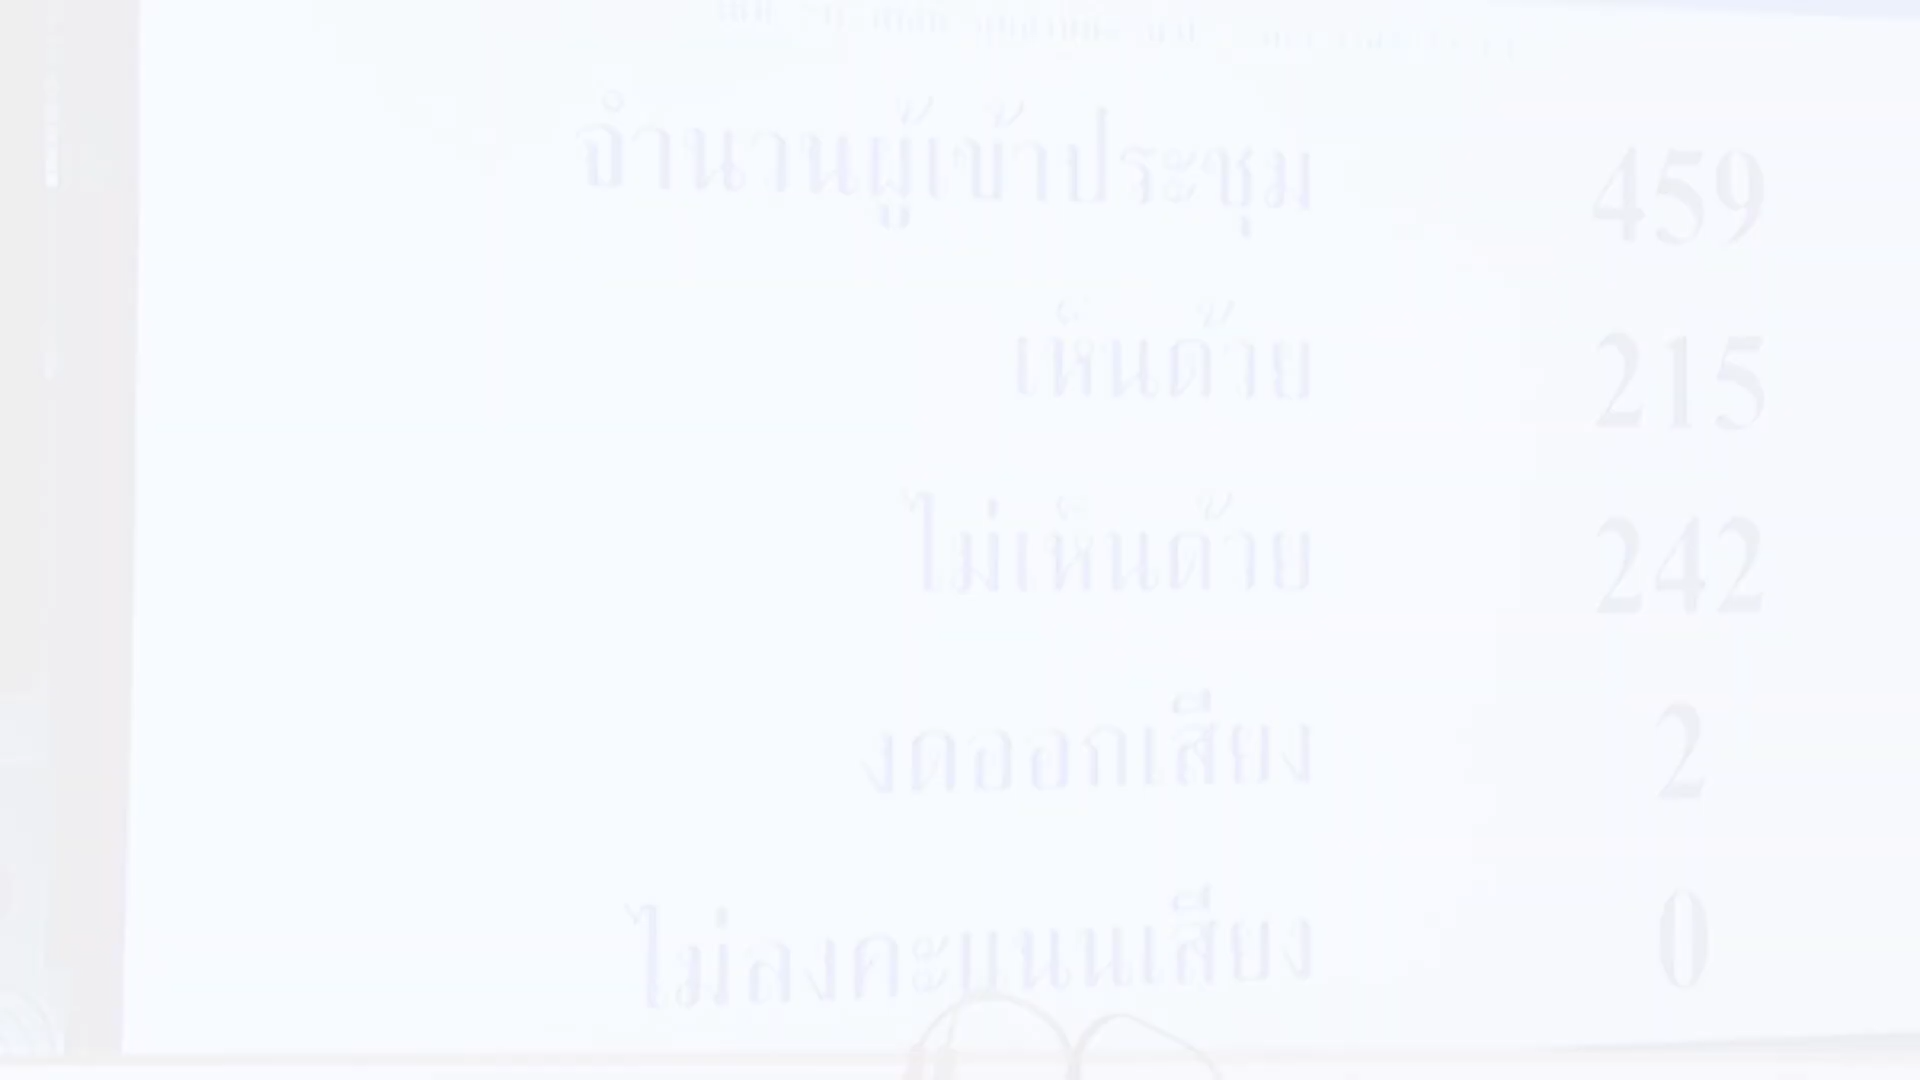 จำนวนผู้เข้าประชุม 459
เห็นด้วย 215
ไม่เห็นด้วย 242
งดออกเสียง 2
ไม่ลงคะแนนเสียง 0